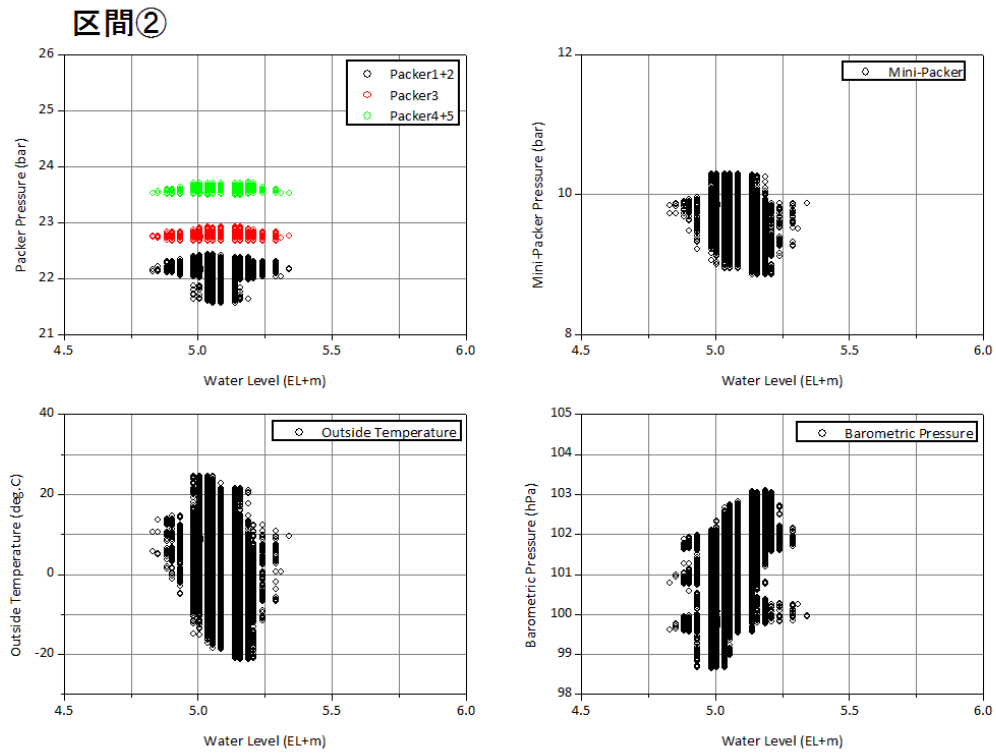 区間②
26
25
24
23
22
21
Packer Pressure (bar)
Packer1+2
Packer3
Packer4+5
4.5 5.0 5.5 6.0
Water Level (EL+m)
12
10
8
Mini-Packer Pressure (bar)
Mini-Packer
4.5 5.0 5.5 6.0
Water Level (EL+m)
40
20
0
-20
Outside Temperature (deg.C)
Outside Temperature
4.5 5.0 5.5 6.0
Water Level (EL+m)
105
104
103
102
101
100
99
98
Barometric Pressure (hPa)
Barometric Pressure
4.5 5.0 5.5 6.0
Water Level (EL+m)